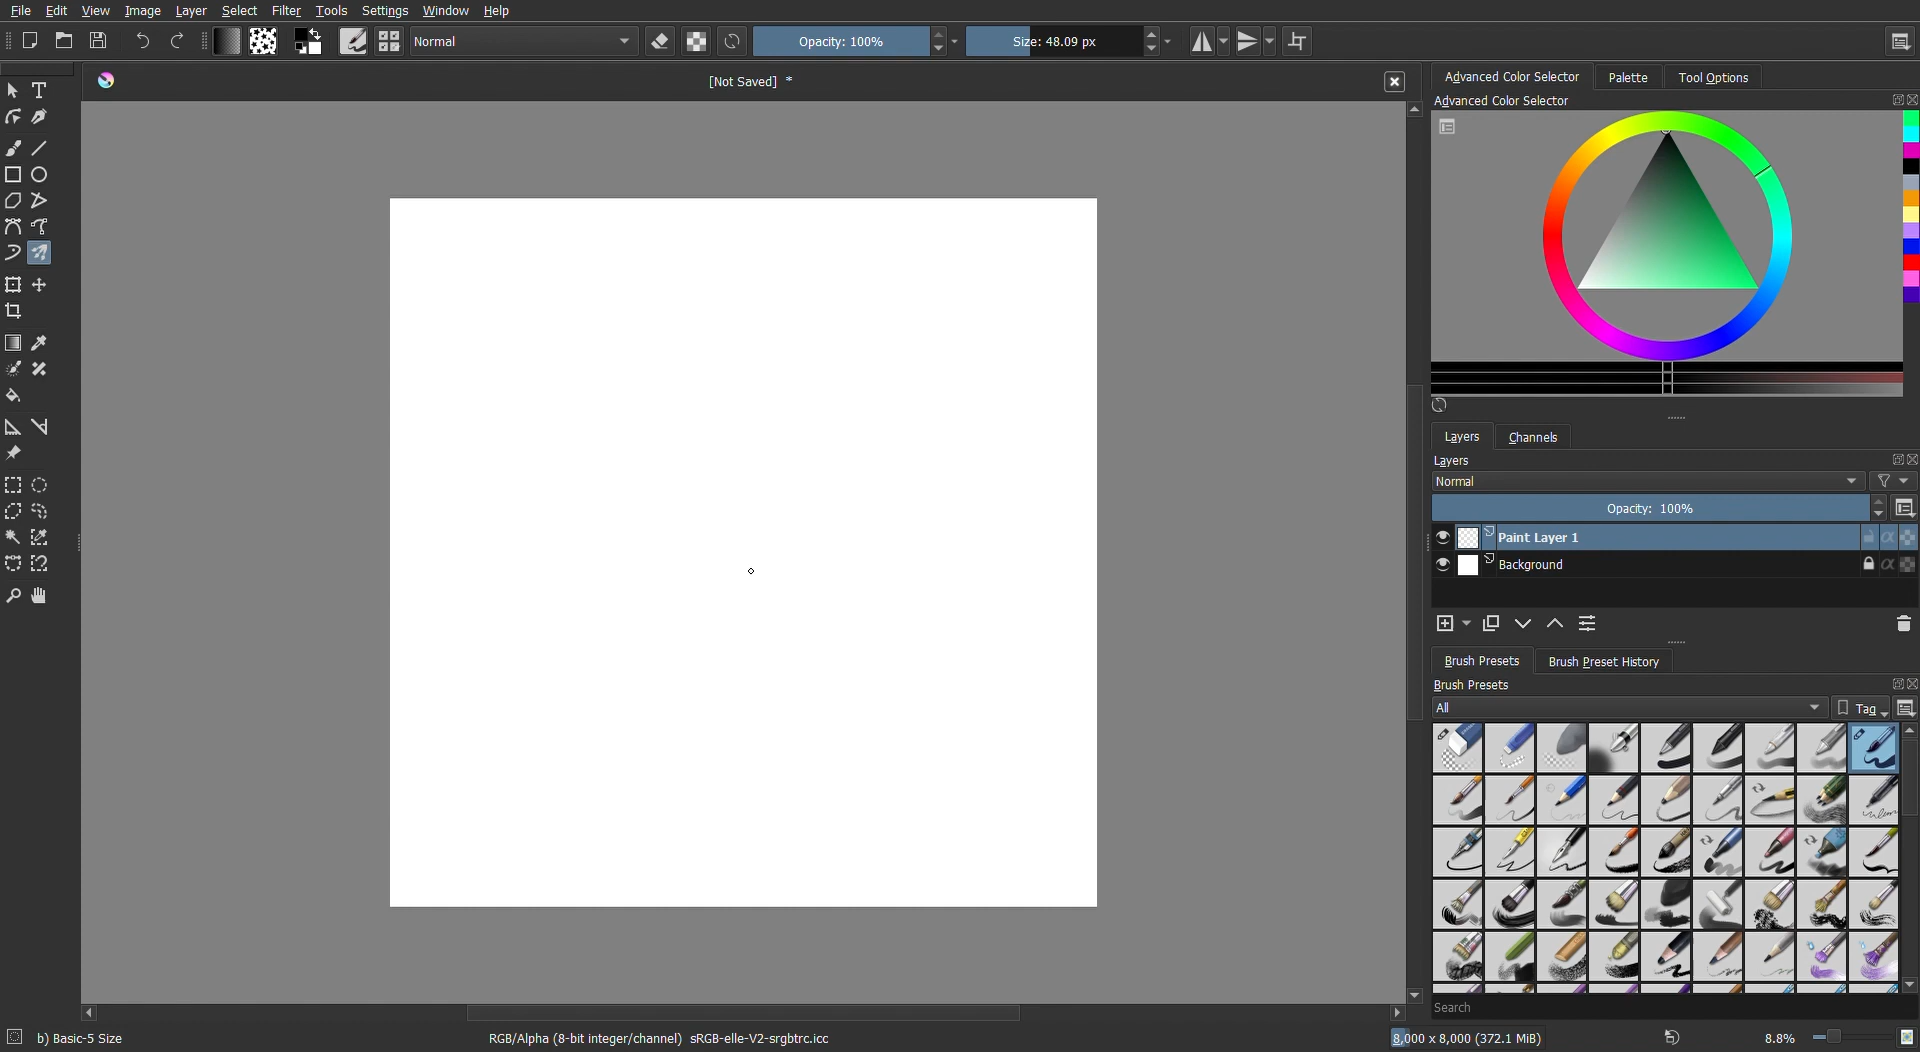 File Edit View Image Layer Select Filter Tools Settings Window Help
Normal Opacity: 100% Size: 48.09 px
[Not Saved] *
Advanced Color Selector Palette Tool Options
Advanced Color Selector
Layers Channels
Layers
Normal
Opacity: 100%
Paint Layer 1
Background
Brush Presets Brush Preset History
Brush Presets
All Tag
Search
b) Basic-5 Size RGB/Alpha (8-bit integer/channel) sRGB-elle-V2-srgbtrc.icc 8,000 x 8,000 (372.1 MiB) 8.8%